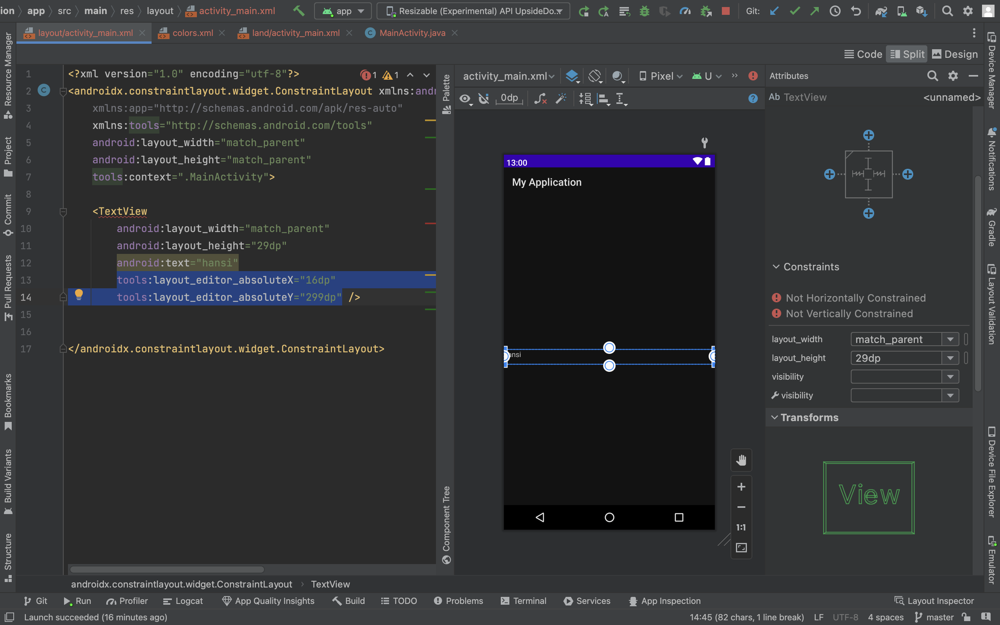 ion app src main res layout activity_main.xml app Resizable (Experimental) API UpsideDo... Git:
layout/activity_main.xml colors.xml land/activity_main.xml MainActivity.java
Code Split Design
Resource Manager
Project
Commit
Pull Requests
Bookmarks
Build Variants
Structure
1 <?xml version="1.0" encoding="utf-8"?> 1 1
2 <androidx.constraintlayout.widget.ConstraintLayout xmlns:andr
3 xmlns:app="http://schemas.android.com/apk/res-auto"
4 xmlns:tools="http://schemas.android.com/tools"
5 android:layout_width="match_parent"
6 android:layout_height="match_parent"
7 tools:context=".MainActivity">
8
9 <TextView
10 android:layout_width="match_parent"
11 android:layout_height="29dp"
12 android:text="hansi"
13 tools:layout_editor_absoluteX="16dp"
14 tools:layout_editor_absoluteY="299dp" />
15
16
17 </androidx.constraintlayout.widget.ConstraintLayout>
Palette
Component Tree
activity_main.xml Pixel U
0dp
13:00
My Application
ansi
1:1
Attributes
Ab TextView <unnamed>
Constraints
Not Horizontally Constrained
Not Vertically Constrained
layout_width match_parent
layout_height 29dp
visibility
visibility
Transforms
View
Device Manager
Notifications
Gradle
Layout Validation
Device File Explorer
Emulator
androidx.constraintlayout.widget.ConstraintLayout TextView
Git Run Profiler Logcat App Quality Insights Build TODO Problems Terminal Services App Inspection Layout Inspector
Launch succeeded (16 minutes ago) 14:45 (82 chars, 1 line break) LF UTF-8 4 spaces master